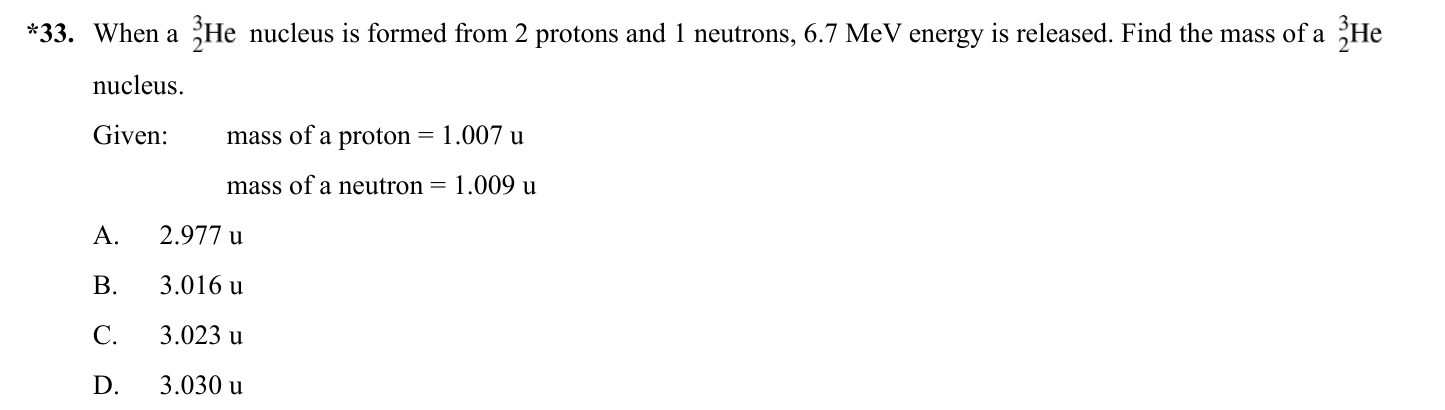 *33. When a ³₂He nucleus is formed from 2 protons and 1 neutrons, 6.7 MeV energy is released. Find the mass of a ³₂He
nucleus.
Given: mass of a proton = 1.007 u
mass of a neutron = 1.009 u
A. 2.977 u
B. 3.016 u
C. 3.023 u
D. 3.030 u